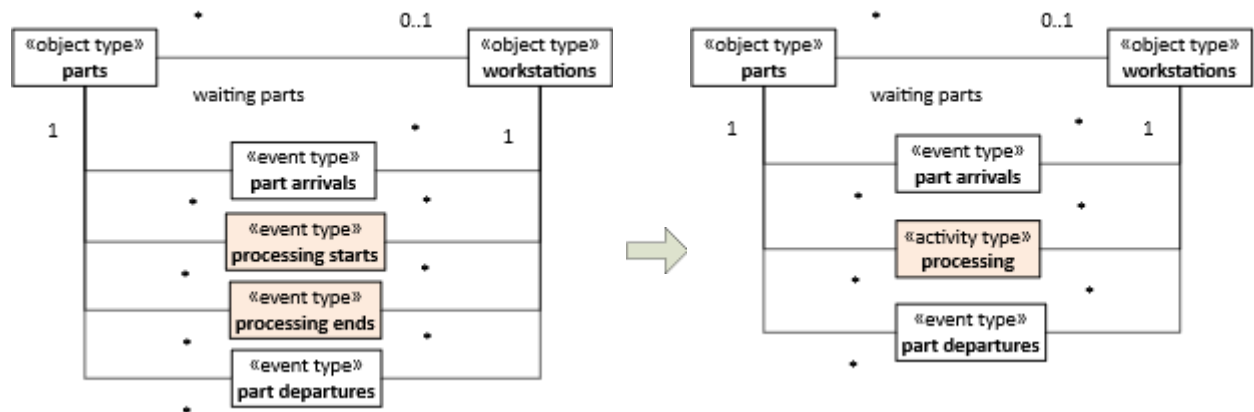 * 0..1
«object type»
parts
«object type»
workstations
waiting parts
1 * 1
«event type»
part arrivals
* *
«event type»
processing starts
* *
«event type»
processing ends
* *
«event type»
part departures
*
* 0..1
«object type»
parts
«object type»
workstations
waiting parts
1 * 1
«event type»
part arrivals
* *
«activity type»
processing
* *
«event type»
part departures
*